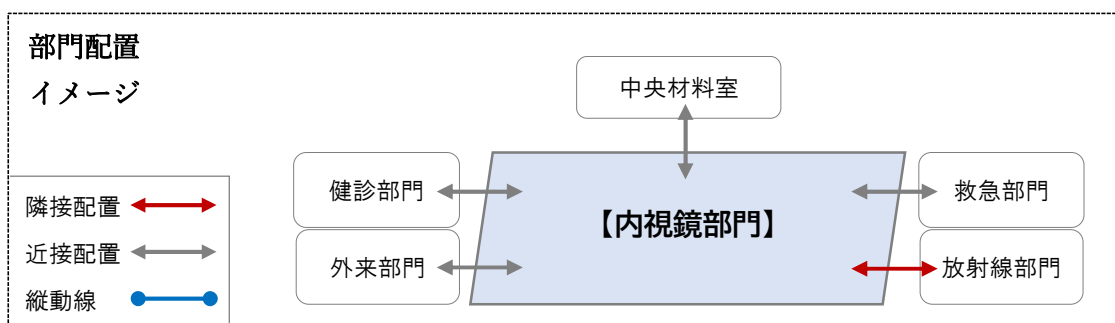 部門配置
イメージ
中央材料室
健診部門
救急部門
【内視鏡部門】
外来部門
放射線部門
隣接配置
近接配置
縦動線